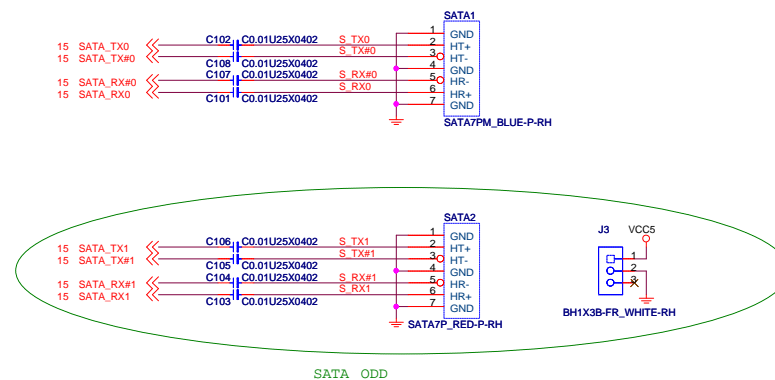 SATA1
C102 C0.01U25X0402 S_TX0 1 GND
15 SATA_TX0 2 HT+
15 SATA_TX#0 S_TX#0 3 HT-
C108 C0.01U25X0402 4 GND
C107 C0.01U25X0402 S_RX#0
15 SATA_RX#0 5 HR-
15 SATA_RX0 S_RX0 6 HR+
C101 C0.01U25X0402 7 GND
SATA7PM_BLUE-P-RH
SATA2
J3 VCC5
C106 C0.01U25X0402 S_TX1 1 GND
15 SATA_TX1 2 HT+
15 SATA_TX#1 S_TX#1 3 HT-
1
C105 C0.01U25X0402 4 GND
2
C104 C0.01U25X0402 S_RX#1
15 SATA_RX#1 5 HR-
3
15 SATA_RX1 S_RX1 6 HR+
C103 C0.01U25X0402 7 GND
BH1X3B-FR_WHITE-RH
SATA7P_RED-P-RH
SATA ODD